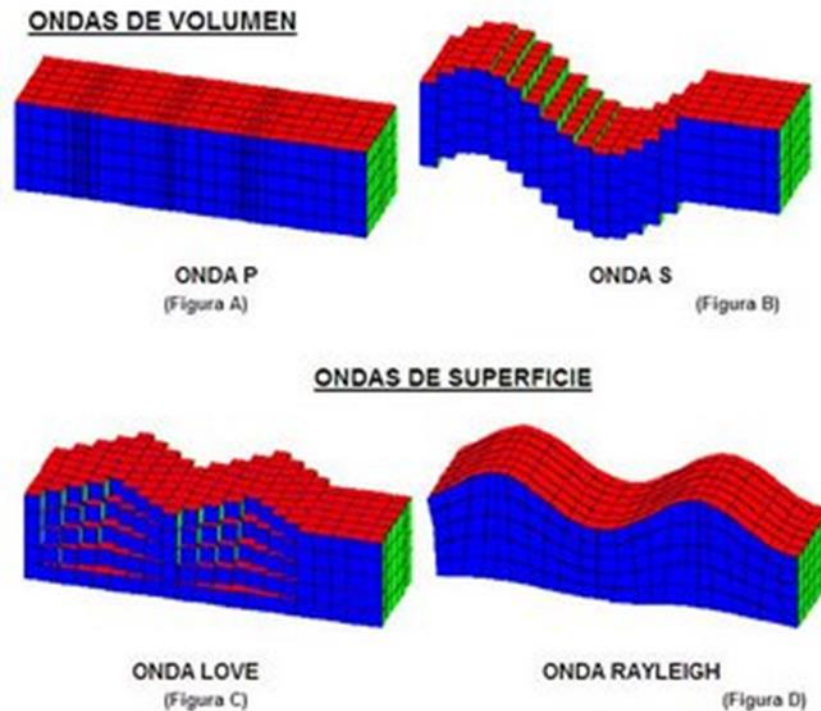 ONDAS DE VOLUMEN
ONDA P
(Figura A)
ONDA S
(Figura B)
ONDAS DE SUPERFICIE
ONDA LOVE
(Figura C)
ONDA RAYLEIGH
(Figura D)